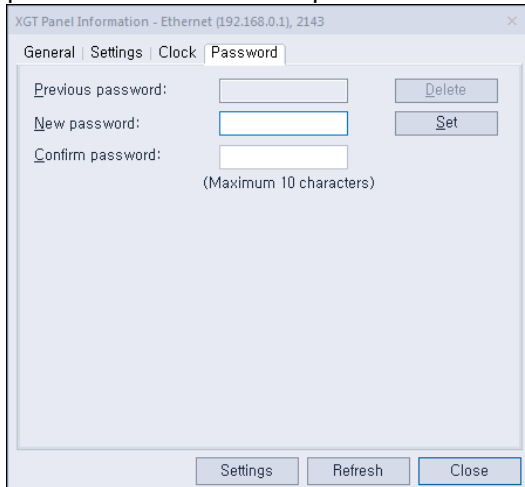 XGT Panel Information - Ethernet (192.168.0.1), 2143
General Settings Clock Password
Previous password: Delete
New password: Set
Confirm password:
(Maximum 10 characters)
Settings Refresh Close